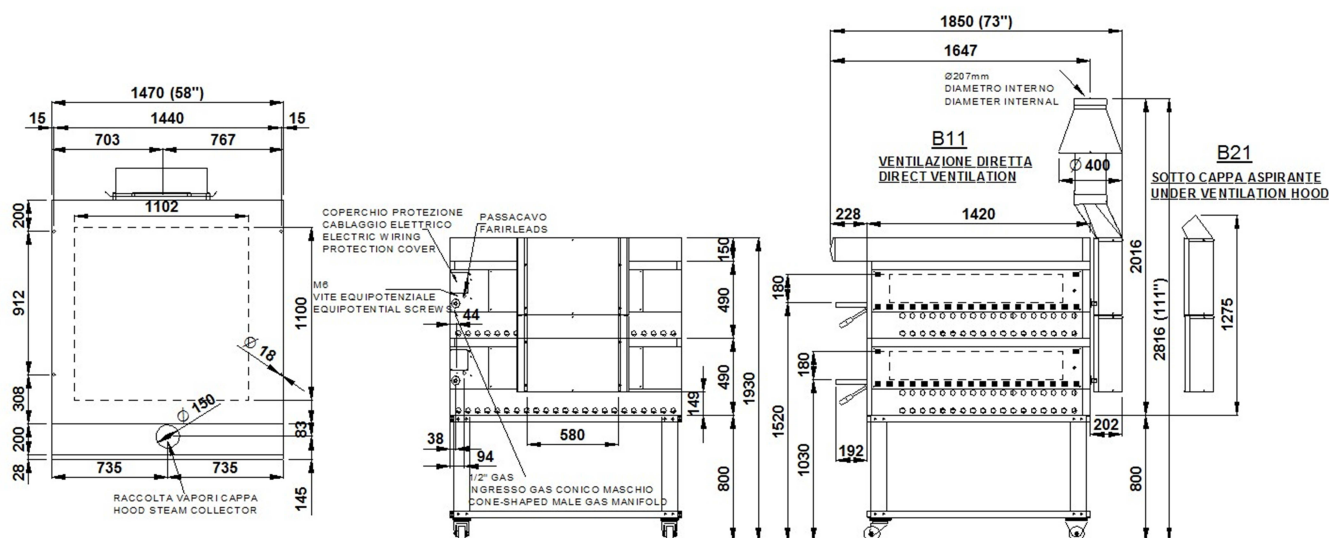 1470 (58")
15
1440
15
703
767
200
1102
912
1100
Ø 18
308
Ø 150
200
83
28
735
735
145
RACCOLTA VAPORI CAPPA
HOOD STEAM COLLECTOR
COPERCHIO PROTEZIONE
CABLAGGIO ELETTRICO
ELECTRIC WIRING
PROTECTION COVER
PASSACAVO
FARIRLEADS
M6
VITE EQUIPOTENZIALE
EQUIPOTENTIAL SCREWS
44
150
490
490
149
1930
38
580
94
800
1/2" GAS
INGRESSO GAS CONICO MASCHIO
CONE-SHAPED MALE GAS MANIFOLD
1850 (73")
1647
Ø207mm
DIAMETRO INTERNO
DIAMETER INTERNAL
B11
VENTILAZIONE DIRETTA
DIRECT VENTILATION
Ø 400
B21
SOTTO CAPPA ASPIRANTE
UNDER VENTILATION HOOD
228
1420
180
180
2016
2816 (111")
1275
1520
1030
192
202
800